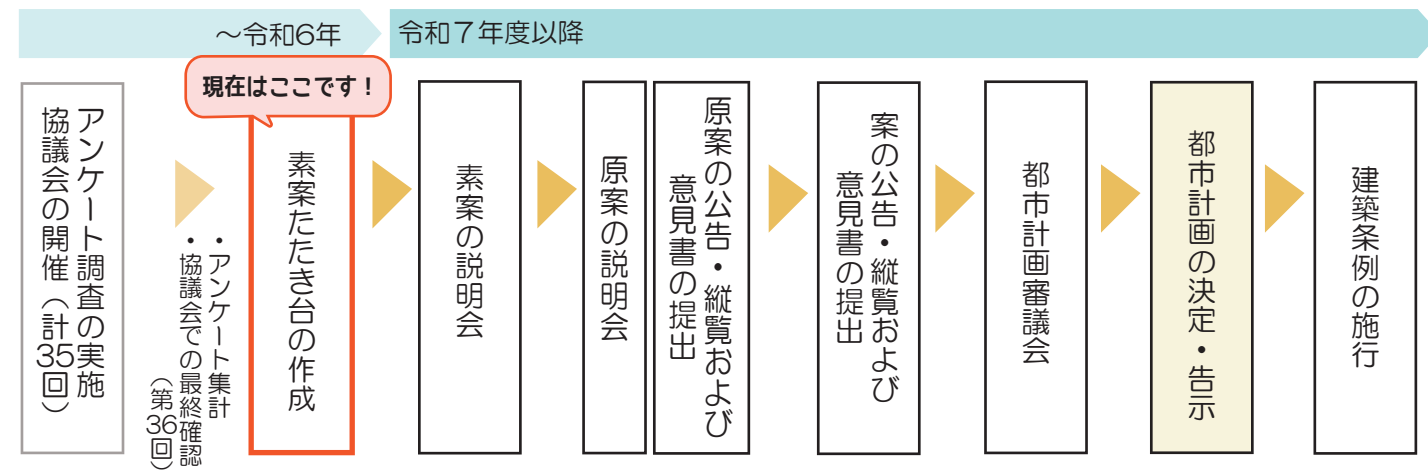 ～令和6年
令和７年度以降
現在はここです！
アンケート調査の実施
協議会の開催（計35回）
・アンケート集計
・協議会での最終確認
（第36回）
素案たたき台の作成
素案の説明会
原案の説明会
原案の公告・縦覧および
意見書の提出
案の公告・縦覧および
意見書の提出
都市計画審議会
都市計画の決定・告示
建築条例の施行